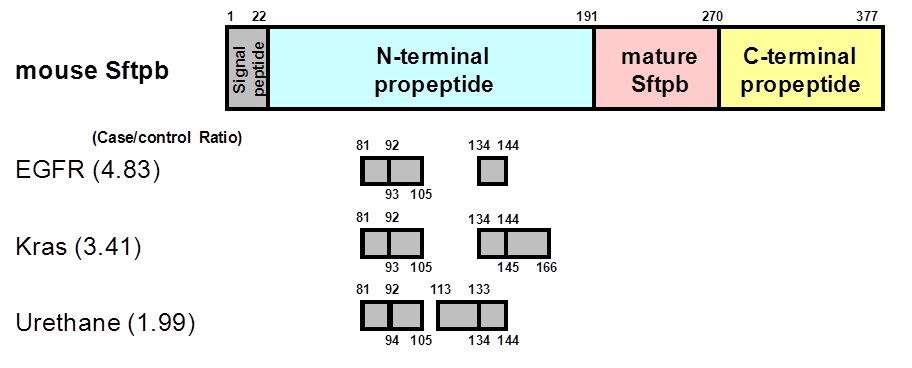 1 22 191 270 377
mouse Sftpb
Signal
peptide
N-terminal
propeptide
mature
Sftpb
C-terminal
propeptide
(Case/control Ratio)
EGFR (4.83)
81 92 134 144
93 105
Kras (3.41)
81 92 134 144
93 105 145 166
Urethane (1.99)
81 92 113 133
94 105 134 144